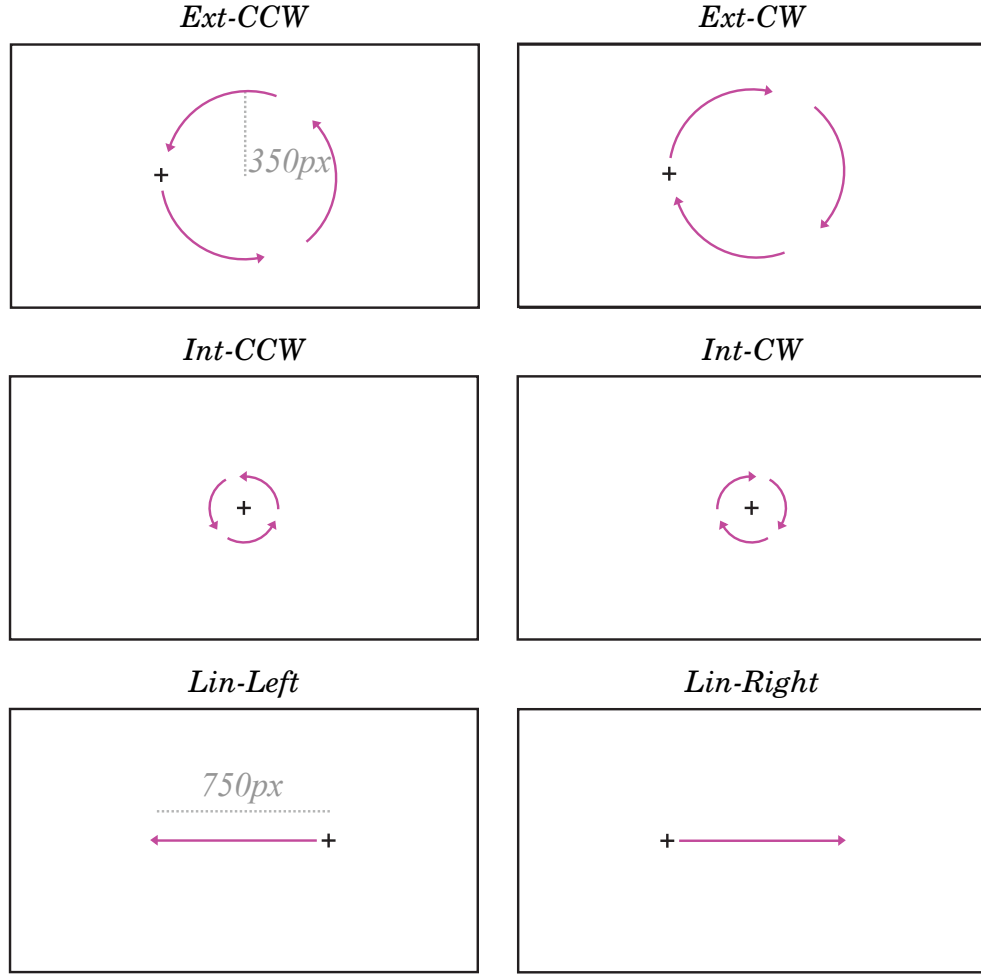 Ext-CCW
Ext-CW
350px
Int-CCW
Int-CW
Lin-Left
Lin-Right
750px